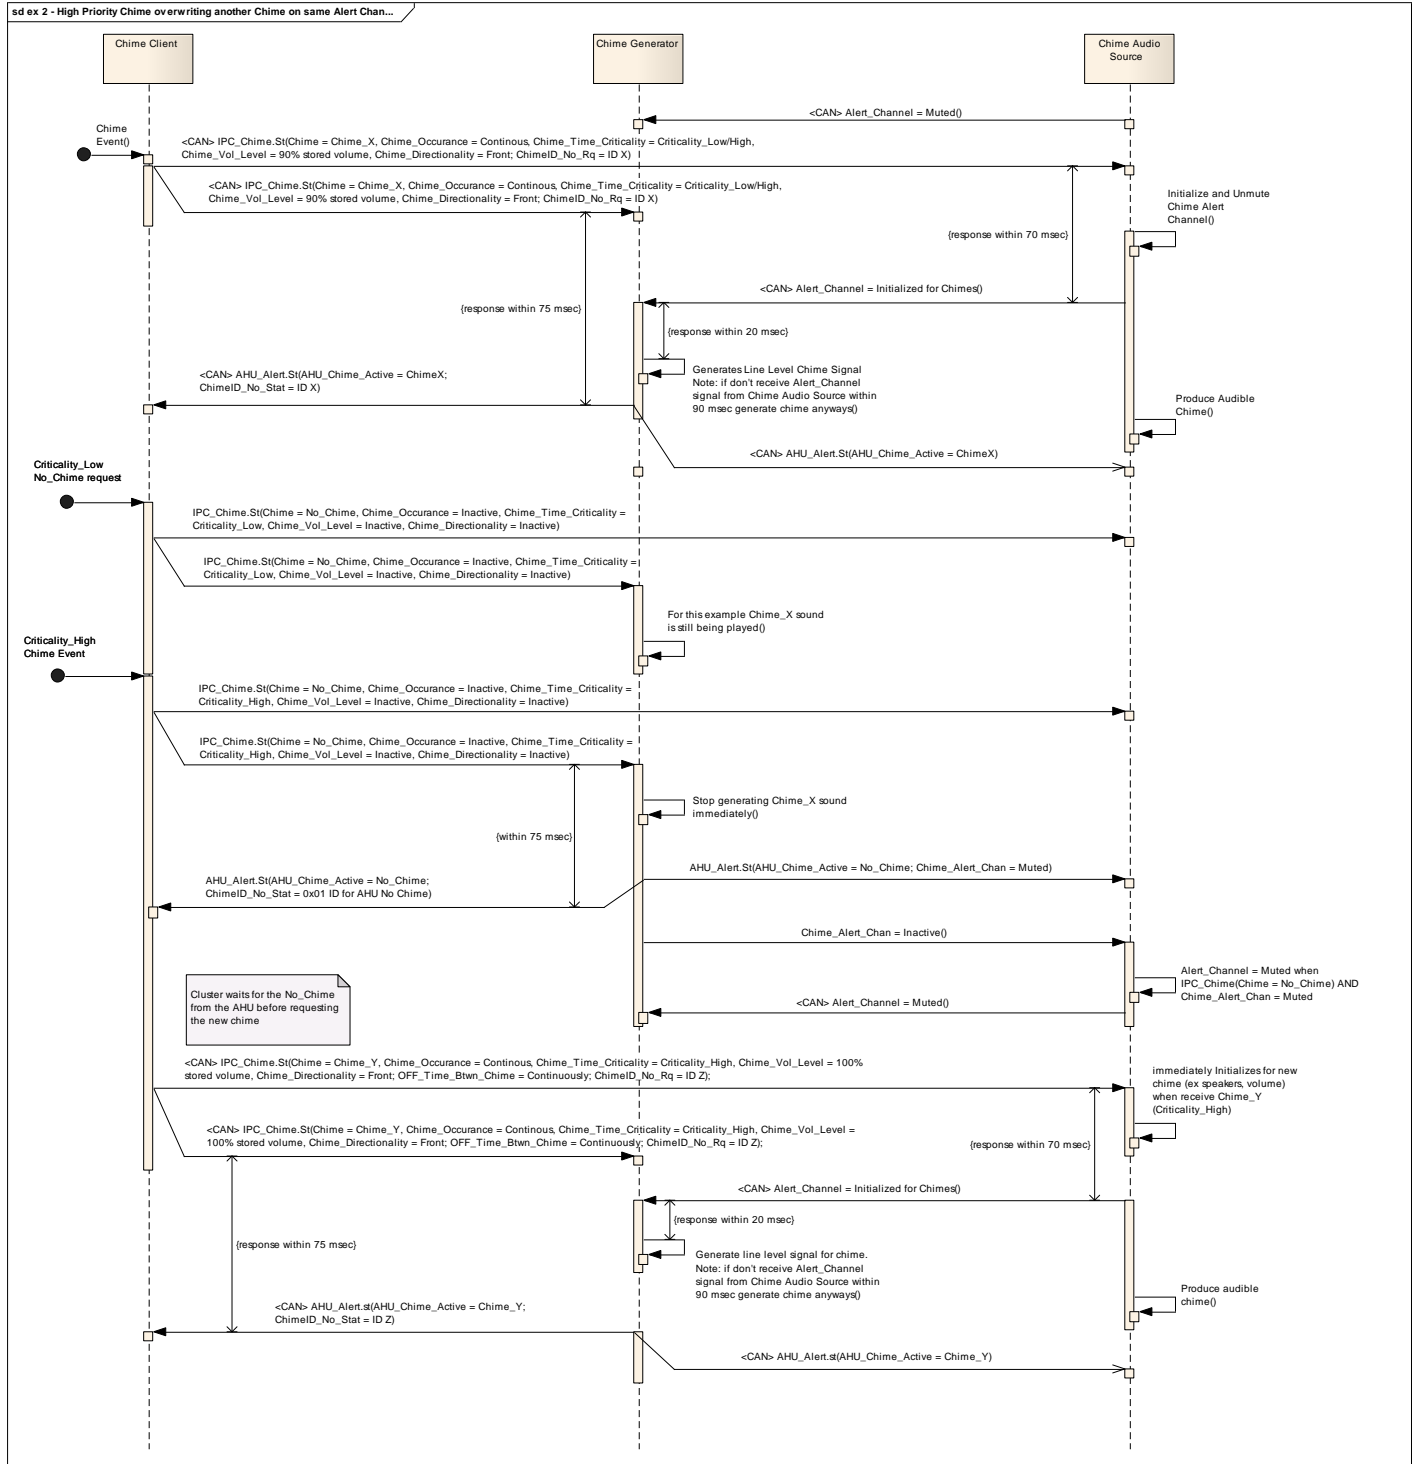 sd ex 2 - High Priority Chime overwriting another Chime on same Alert Chan...
Chime Client
Chime Generator
Chime Audio
Source
<CAN> Alert_Channel = Muted()
Chime
Event()
<CAN> IPC_Chime.St(Chime = Chime_X, Chime_Occurance = Continous, Chime_Time_Criticality = Criticality_Low/High,
Chime_Vol_Level = 90% stored volume, Chime_Directionality = Front; ChimeID_No_Rq = ID X)
<CAN> IPC_Chime.St(Chime = Chime_X, Chime_Occurance = Continous, Chime_Time_Criticality = Criticality_Low/High,
Chime_Vol_Level = 90% stored volume, Chime_Directionality = Front; ChimeID_No_Rq = ID X)
Initialize and Unmute
Chime Alert
Channel()
{response within 70 msec}
<CAN> Alert_Channel = Initialized for Chimes()
{response within 75 msec}
{response within 20 msec}
<CAN> AHU_Alert.St(AHU_Chime_Active = ChimeX;
ChimeID_No_Stat = ID X)
Generates Line Level Chime Signal
Note: if don't receive Alert_Channel
signal from Chime Audio Source within
90 msec generate chime anyways()
Produce Audible
Chime()
<CAN> AHU_Alert.St(AHU_Chime_Active = ChimeX)
Criticality_Low
No_Chime request
IPC_Chime.St(Chime = No_Chime, Chime_Occurance = Inactive, Chime_Time_Criticality =
Criticality_Low, Chime_Vol_Level = Inactive, Chime_Directionality = Inactive)
IPC_Chime.St(Chime = No_Chime, Chime_Occurance = Inactive, Chime_Time_Criticality =
Criticality_Low, Chime_Vol_Level = Inactive, Chime_Directionality = Inactive)
For this example Chime_X sound
is still being played()
Criticality_High
Chime Event
IPC_Chime.St(Chime = No_Chime, Chime_Occurance = Inactive, Chime_Time_Criticality =
Criticality_High, Chime_Vol_Level = Inactive, Chime_Directionality = Inactive)
IPC_Chime.St(Chime = No_Chime, Chime_Occurance = Inactive, Chime_Time_Criticality =
Criticality_High, Chime_Vol_Level = Inactive, Chime_Directionality = Inactive)
Stop generating Chime_X sound
immediately()
{within 75 msec}
AHU_Alert.St(AHU_Chime_Active = No_Chime; Chime_Alert_Chan = Muted)
AHU_Alert.St(AHU_Chime_Active = No_Chime;
ChimeID_No_Stat = 0x01 ID for AHU No Chime)
Chime_Alert_Chan = Inactive()
Alert_Channel = Muted when
IPC_Chime(Chime = No_Chime) AND
Chime_Alert_Chan = Muted
<CAN> Alert_Channel = Muted()
Cluster waits for the No_Chime
from the AHU before requesting
the new chime
<CAN> IPC_Chime.St(Chime = Chime_Y, Chime_Occurance = Continous, Chime_Time_Criticality = Criticality_High, Chime_Vol_Level = 100%
stored volume, Chime_Directionality = Front; OFF_Time_Btwn_Chime = Continuously; ChimeID_No_Rq = ID Z);
immediately Initializes for new
chime (ex speakers, volume)
when receive Chime_Y
(Criticality_High)
<CAN> IPC_Chime.St(Chime = Chime_Y, Chime_Occurance = Continous, Chime_Time_Criticality = Criticality_High, Chime_Vol_Level =
100% stored volume, Chime_Directionality = Front; OFF_Time_Btwn_Chime = Continuously; ChimeID_No_Rq = ID Z);
{response within 70 msec}
<CAN> Alert_Channel = Initialized for Chimes()
{response within 20 msec}
{response within 75 msec}
Generate line level signal for chime.
Note: if don't receive Alert_Channel
signal from Chime Audio Source within
90 msec generate chime anyways()
Produce audible
chime()
<CAN> AHU_Alert.st(AHU_Chime_Active = Chime_Y;
ChimeID_No_Stat = ID Z)
<CAN> AHU_Alert.st(AHU_Chime_Active = Chime_Y)